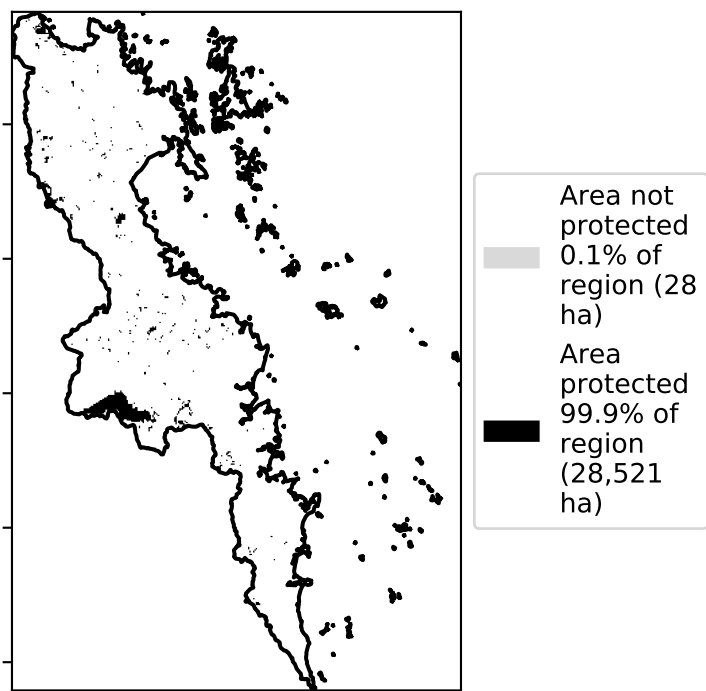 Area not
protected
0.1% of
region (28
ha)
Area
protected
99.9% of
region
(28,521
ha)